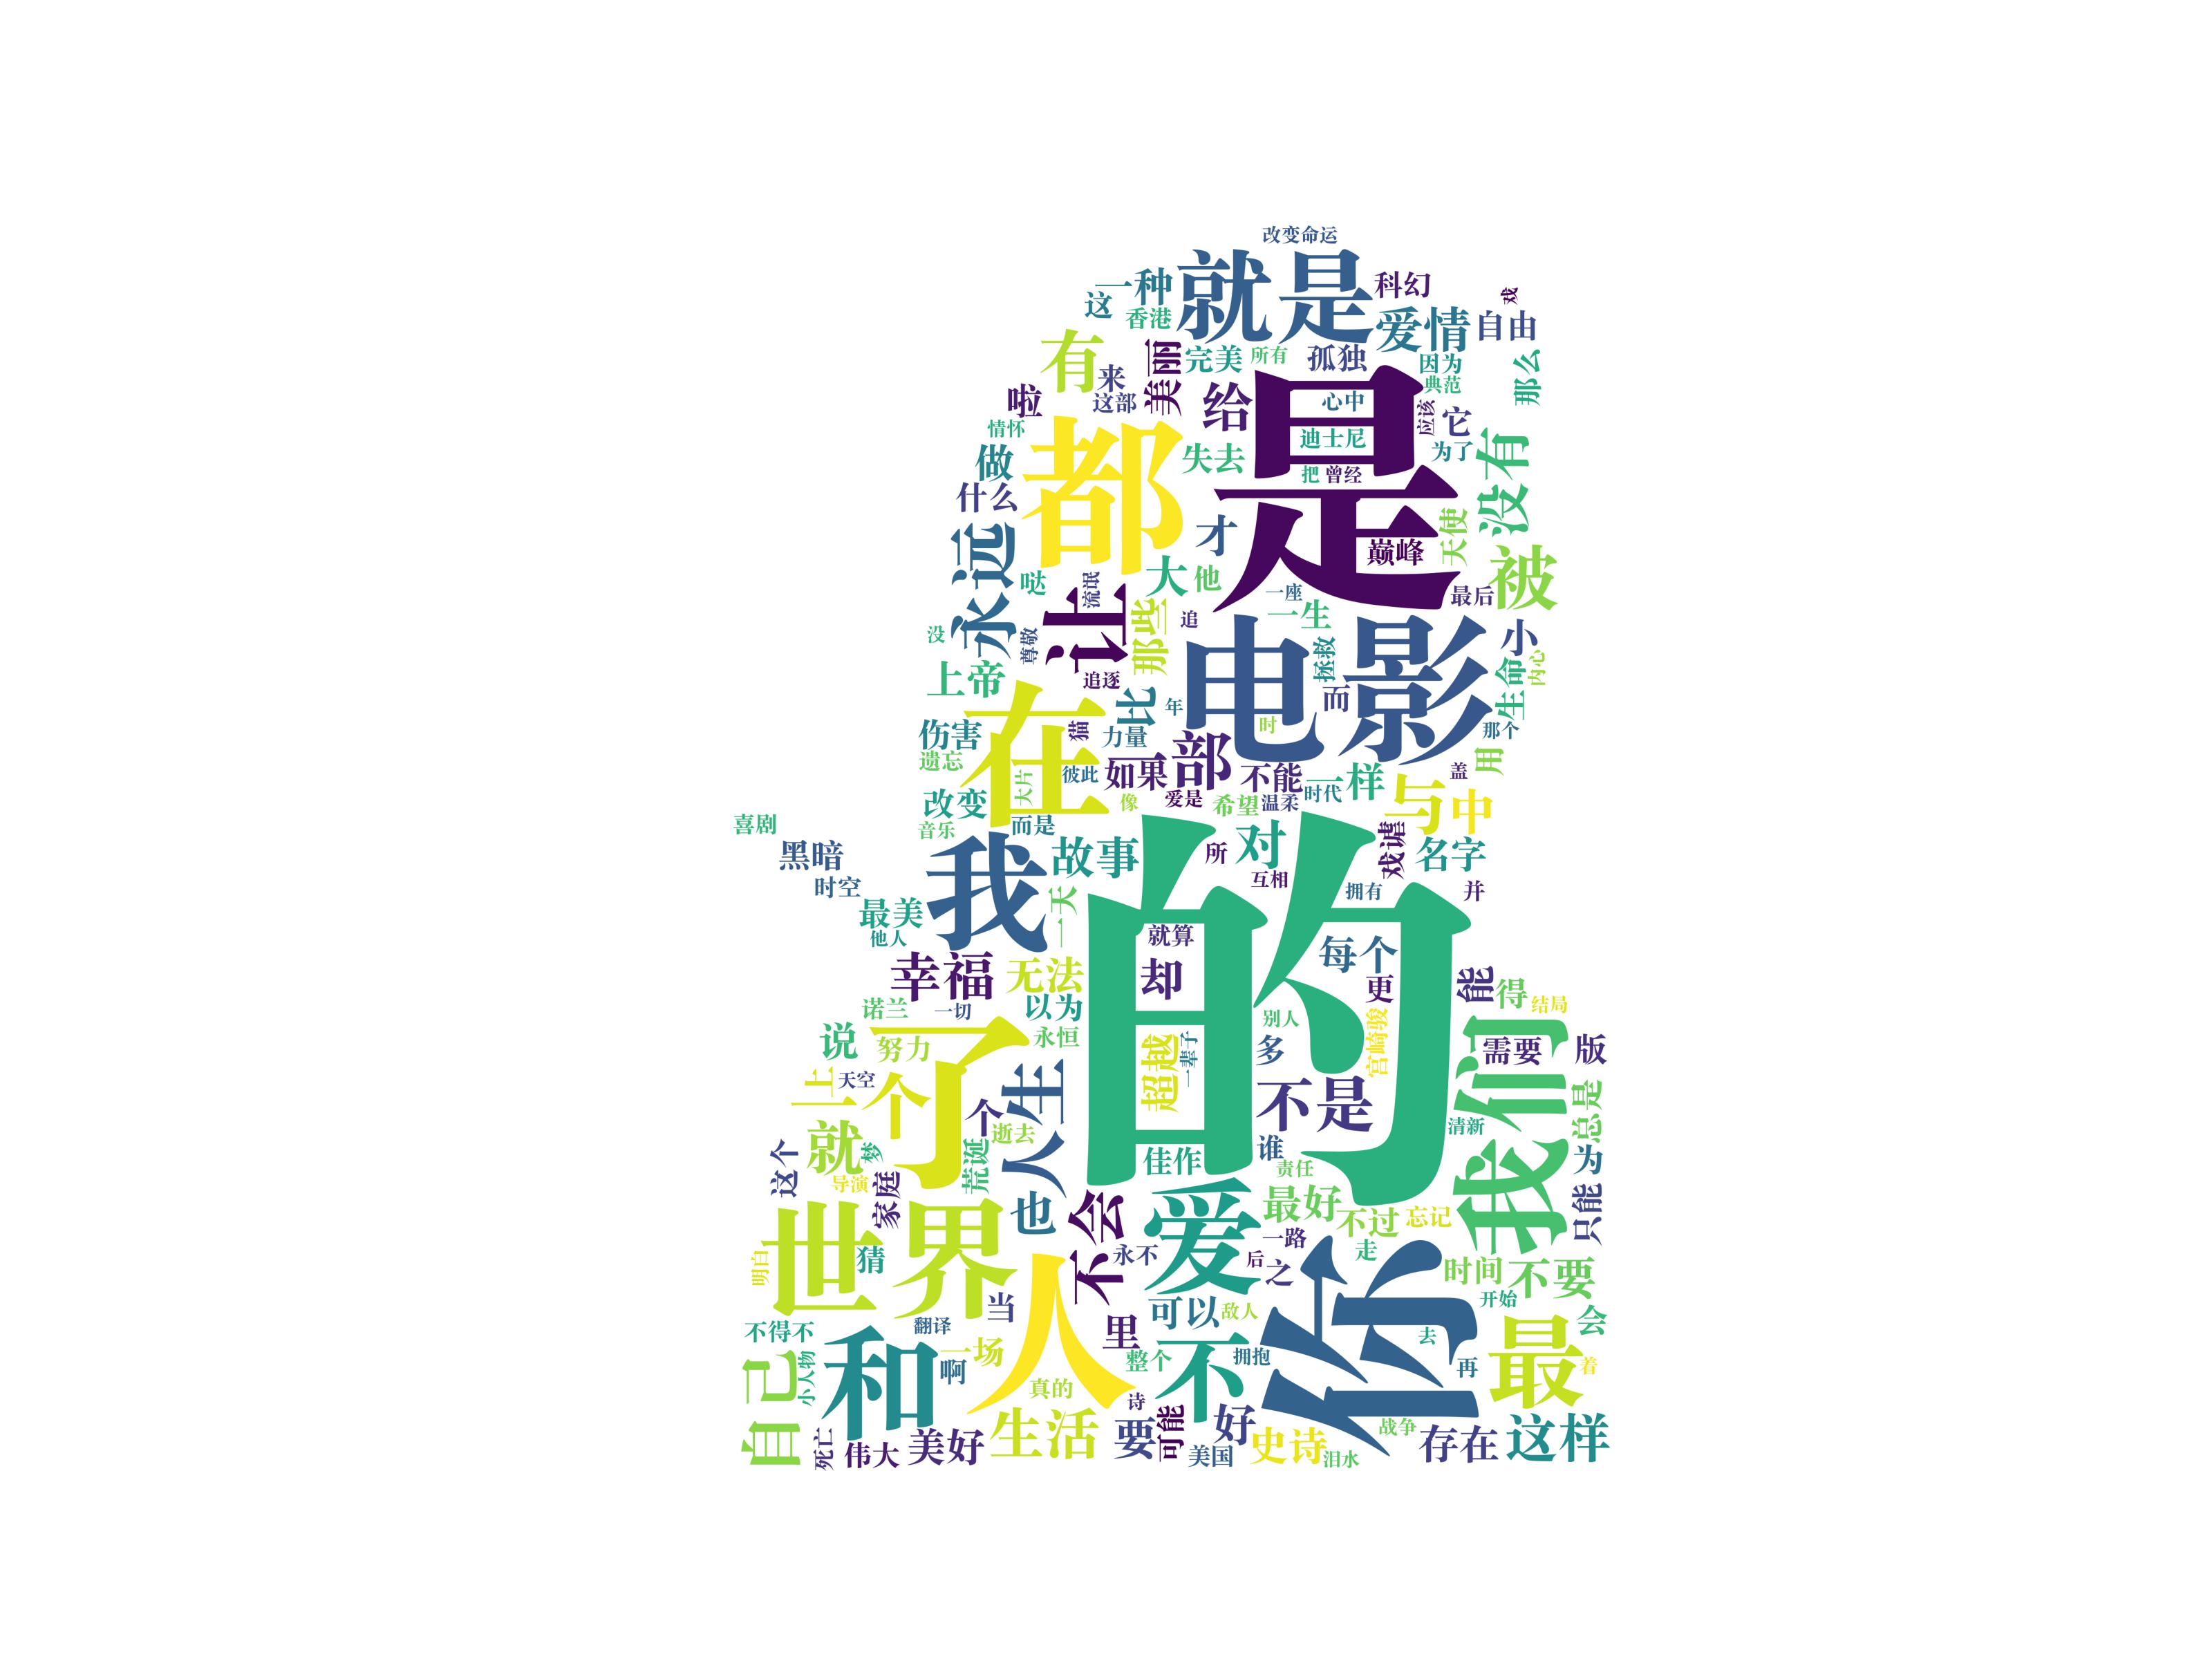 改变命运
一种
就是
科幻
戏
这
香港
爱情
自由
有
美丽
完美
所有
孤独
因为
那么
来
典范
啦
这部
给
是
心中
应该
它
情怀
都
迪士尼
为了
没有
做
失去
把
曾经
什么
永远
才
巅峰
天使
被
哒
流氓
大
他
一座
最后
让
那些
追
一生
没
尊敬
电影
小
拯救
生命
内心
上帝
追逐
在
比
年
而
时
那个
伤害
猫
力量
部
用
遗忘
大片
彼此
如果
不能
一样
盖
改变
像
爱是
希望
温柔
时代
与
中
喜剧
音乐
而是
黑暗
我
故事
的
所
对
戏谑
名字
时空
互相
拥有
并
最美
一天
他人
就算
每个
幸福
无法
却
更
能
得
诺兰
一切
以为
结局
别人
说
努力
了
永恒
超越
一辈子
多
宫崎骏
我们
需要
版
上
天空
个
个
人生
不是
总是
就
梦
逝去
清新
这个
荒诞
佳作
谁
为
导演
家庭
责任
世界
也
不会
爱
最好
不过
忘记
只能
猜
永不
一路
走
明白
后
之
你
时间
不要
当
人
可以
敌人
开始
会
不得不
翻译
里
去
最
自己
小人物
和
一场
啊
整个
不
拥抱
再
着
真的
诗
死亡
伟大
美好
生活
要
可能
好
美国
史诗
泪水
战争
存在
这样